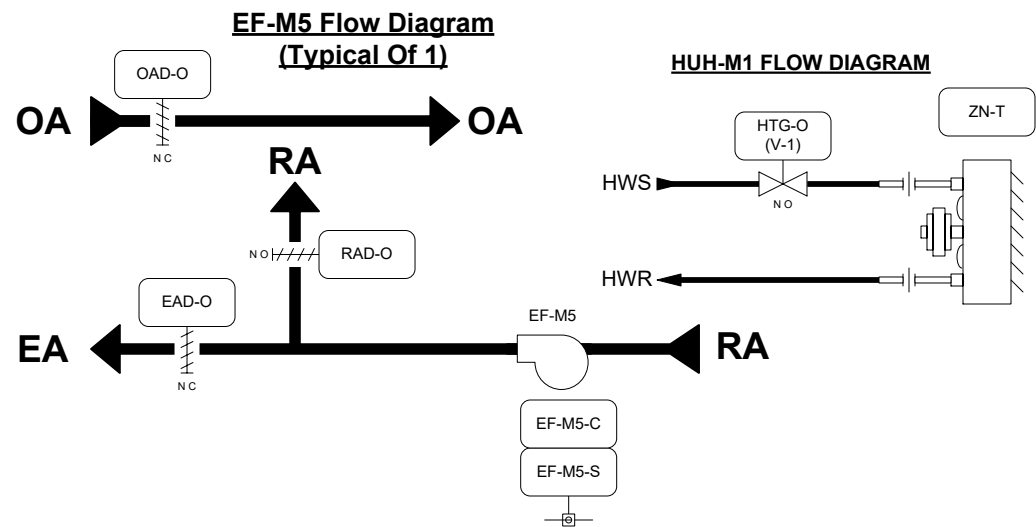 EF-M5 Flow Diagram
(Typical Of 1)
OAD-O
OA
OA
NC
RA
NO
RAD-O
EAD-O
EA
NC
EF-M5
RA
EF-M5-C
EF-M5-S
HUH-M1 FLOW DIAGRAM
ZN-T
HTG-O
(V-1)
HWS
NO
HWR